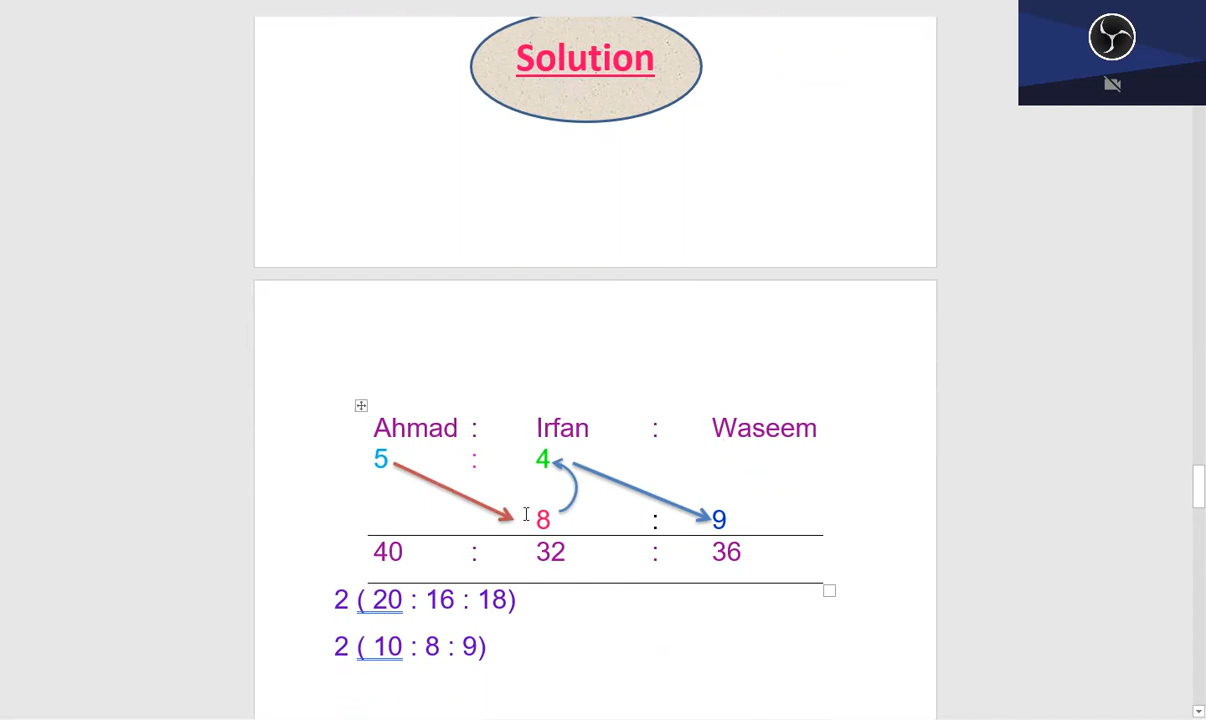 Solution
Ahmad : Irfan : Waseem
5 : 4
8 : 9
40 : 32 : 36
2 ( 20 : 16 : 18)
2 ( 10 : 8 : 9)